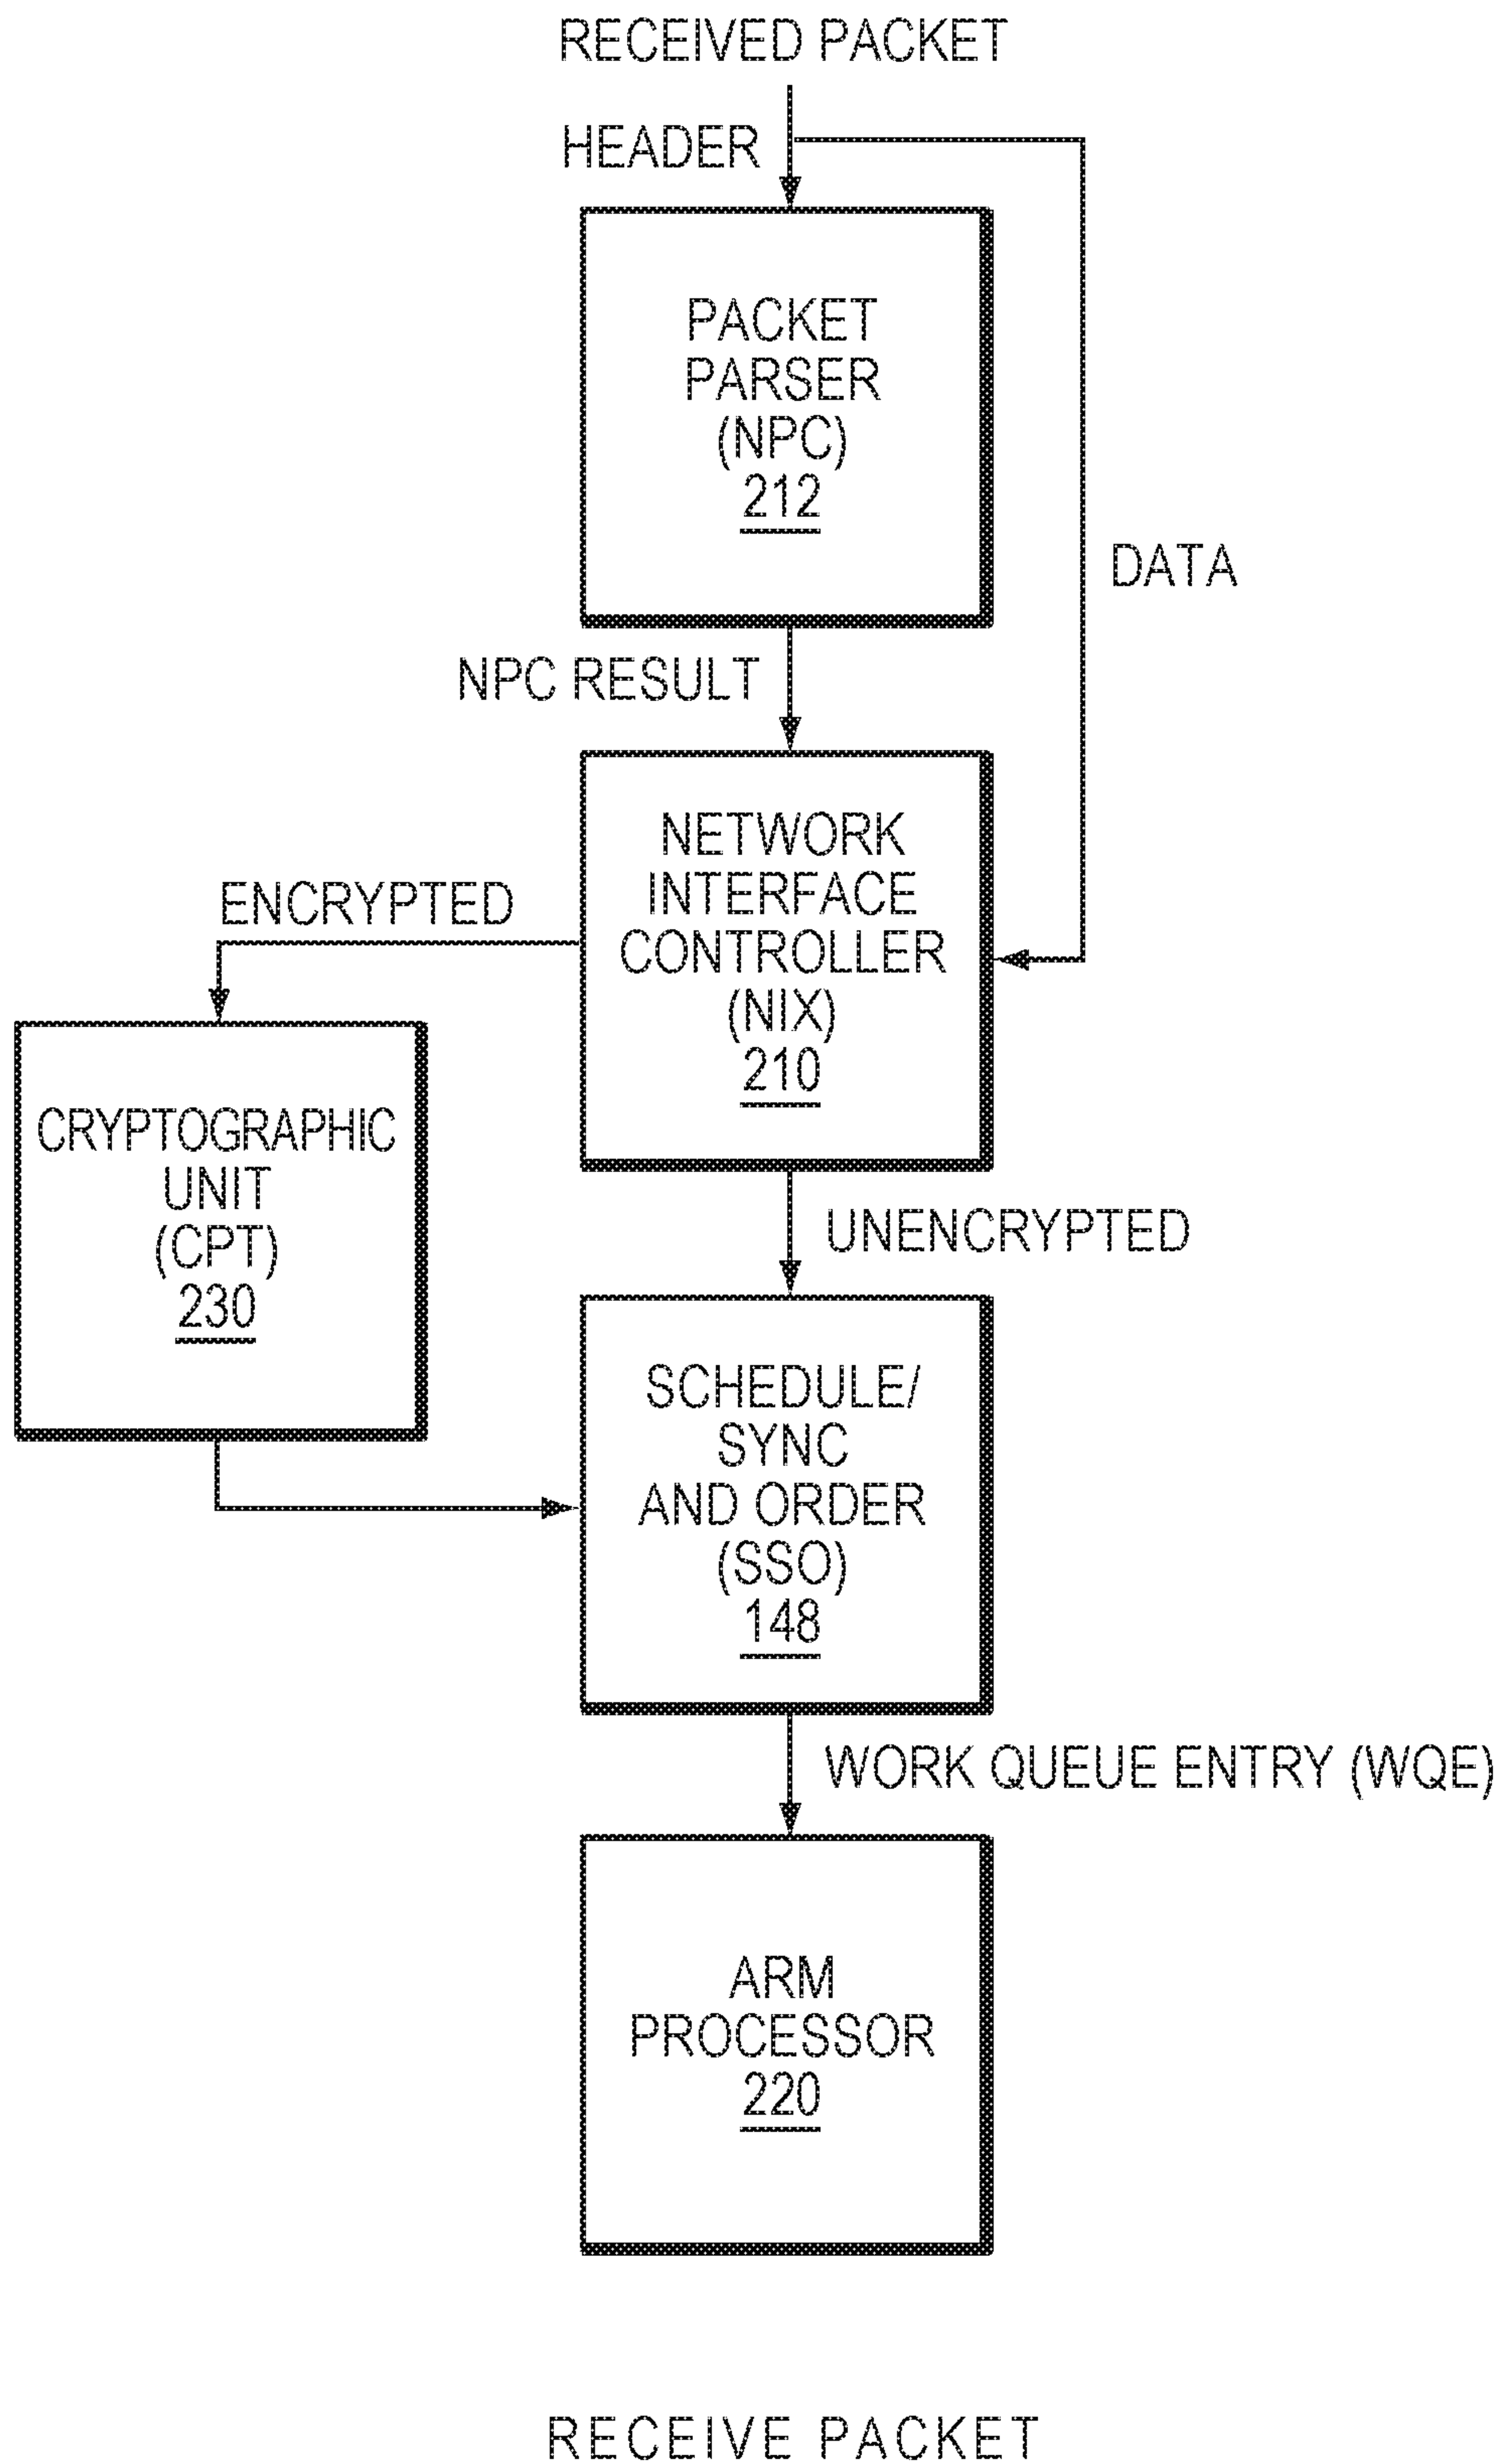 RECEIVED PACKET
HEADER
PACKET
PARSER
(NPC)
212
DATA
NPC RESULT
NETWORK
INTERFACE
CONTROLLER
(NIX)
210
ENCRYPTED
CRYPTOGRAPHIC
UNIT
(CPT)
230
UNENCRYPTED
SCHEDULE/
SYNC
AND ORDER
(SSO)
148
WORK QUEUE ENTRY (WQE)
ARM
PROCESSOR
220
RECEIVE PACKET